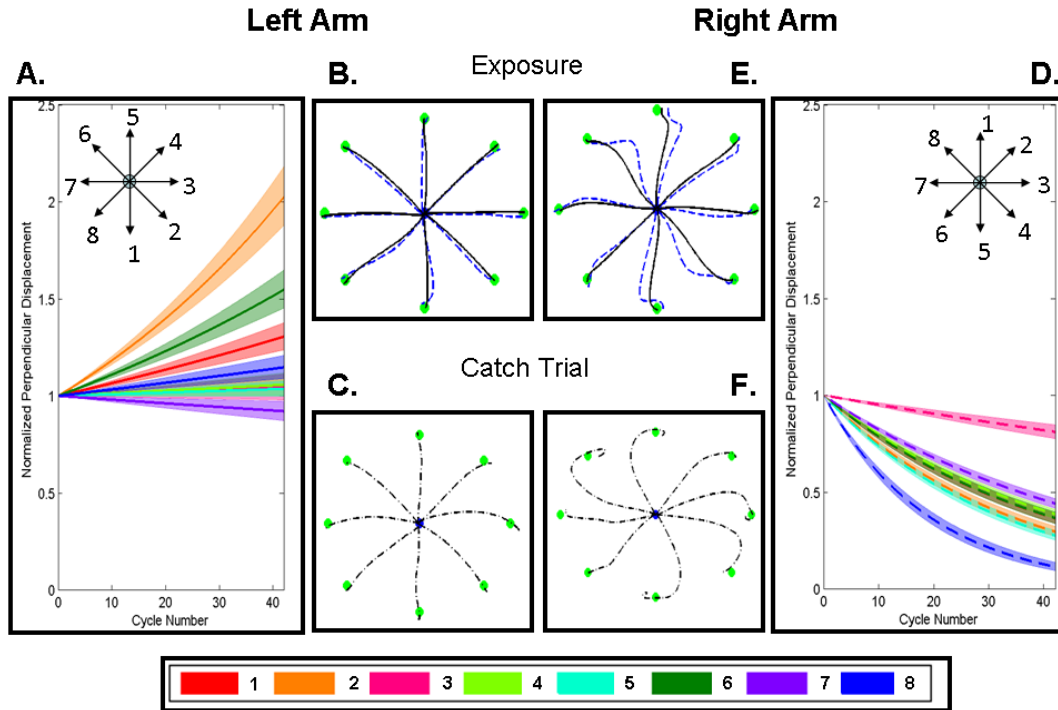 Left Arm Right Arm
A. B. Exposure E. D.
2.5
2
1.5
1
0.5
0
0 10 20 30 40
Normalized Perpendicular Displacement
Cycle Number
5
6 4
7 3
8 2
1
Catch Trial
C. F.
2.5
2
1.5
1
0.5
0
0 10 20 30 40
Normalized Perpendicular Displacement
Cycle Number
1
8 2
7 3
6 4
5
1 2 3 4 5 6 7 8